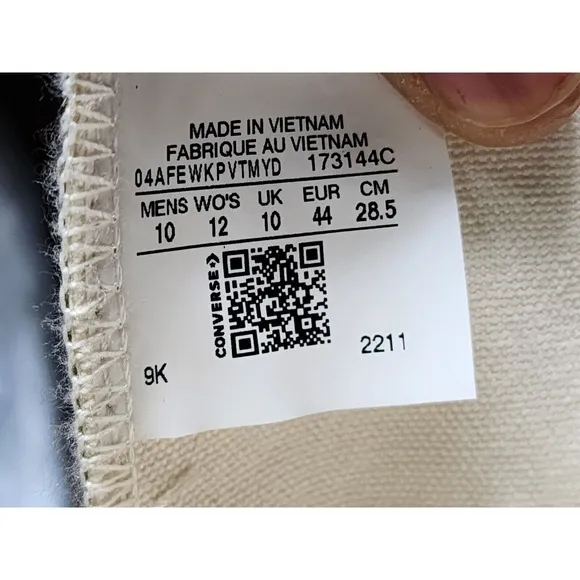 MADE IN VIETNAM
FABRIQUE AU VIETNAM
04AFEWKPVTMYD 173144C
MENS WO'S UK EUR CM
10 12 10 44 28.5
CONVERSE
9K 2211